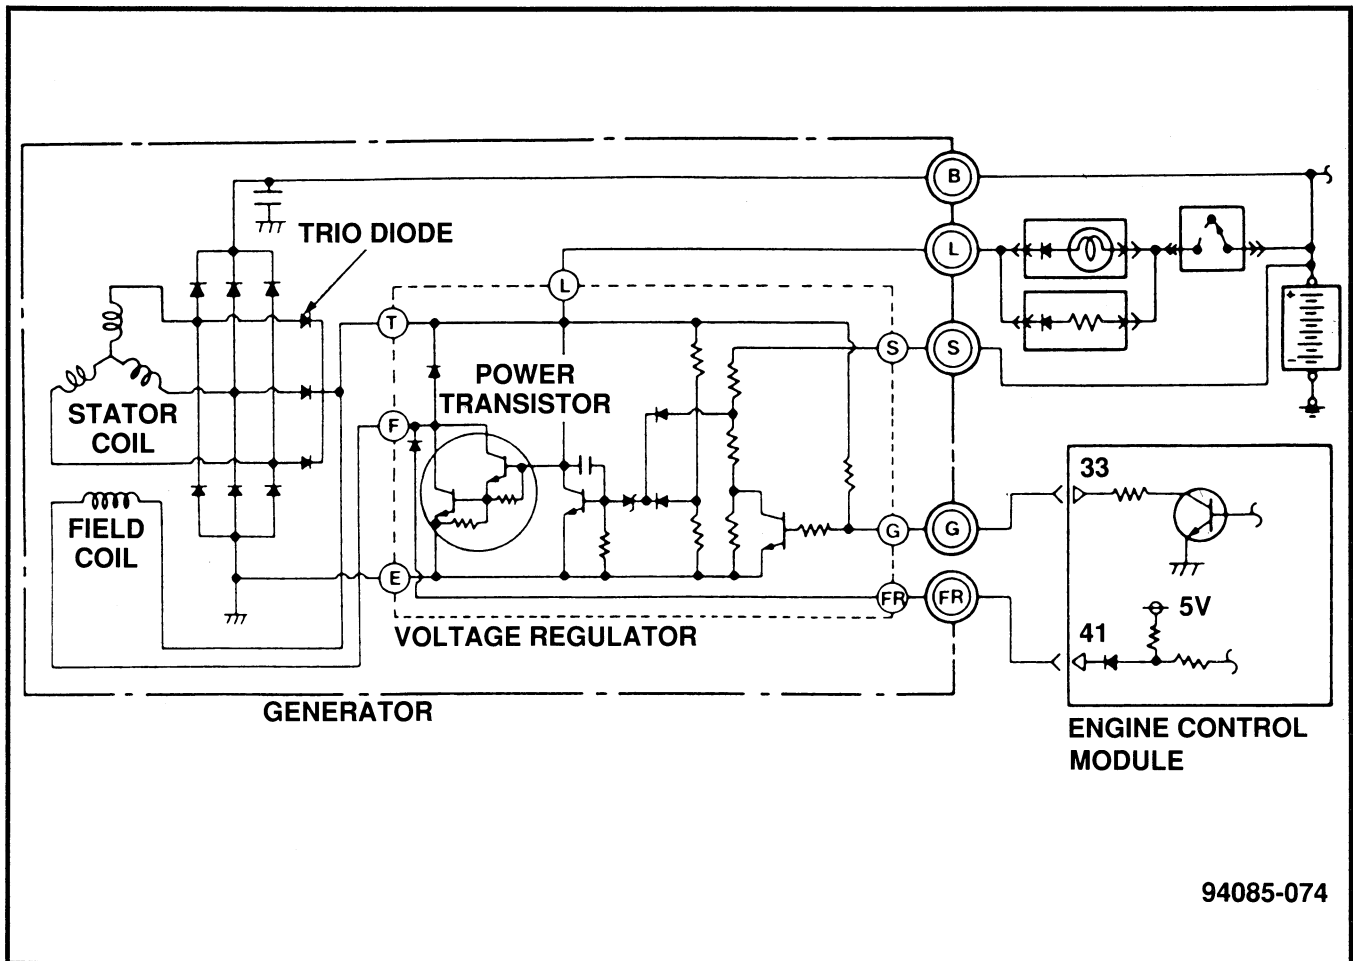 B
TRIO DIODE
L
L
T
S
S
POWER
TRANSISTOR
STATOR
COIL
F
+
-
33
FIELD
COIL
G
G
E
FR
FR
5V
41
VOLTAGE REGULATOR
GENERATOR
ENGINE CONTROL
MODULE
94085-074